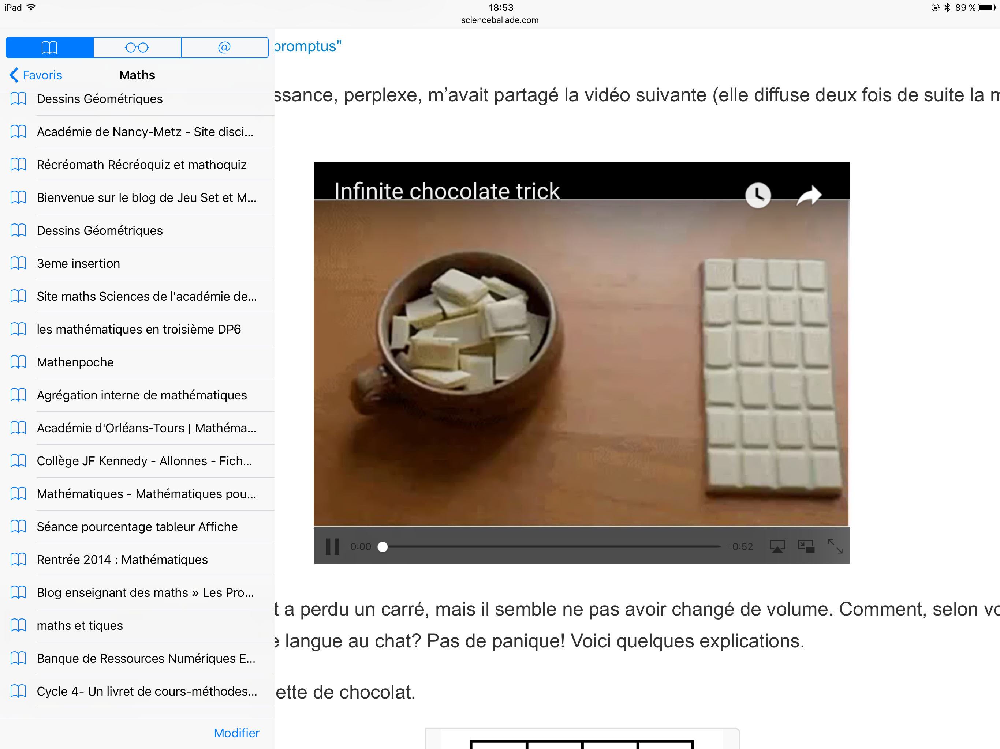 iPad 18:53 89 %
scienceballade.com
@
Favoris Maths
Dessins Géométriques
Académie de Nancy-Metz - Site disci...
Récréomath Récréoquiz et mathoquiz
Bienvenue sur le blog de Jeu Set et M...
Dessins Géométriques
3eme insertion
Site maths Sciences de l'académie de...
les mathématiques en troisième DP6
Mathenpoche
Agrégation interne de mathématiques
Académie d'Orléans-Tours | Mathéma...
Collège JF Kennedy - Allonnes - Fich...
Mathématiques - Mathématiques pou...
Séance pourcentage tableur Affiche
Rentrée 2014 : Mathématiques
Blog enseignant des maths » Les Pro...
maths et tiques
Banque de Ressources Numériques E...
Cycle 4- Un livret de cours-méthodes...
Modifier
promptus"
ssance, perplexe, m’avait partagé la vidéo suivante (elle diffuse deux fois de suite la
Infinite chocolate trick
0:00 -0:52
t a perdu un carré, mais il semble ne pas avoir changé de volume. Comment, selon
langue au chat? Pas de panique! Voici quelques explications.
ette de chocolat.